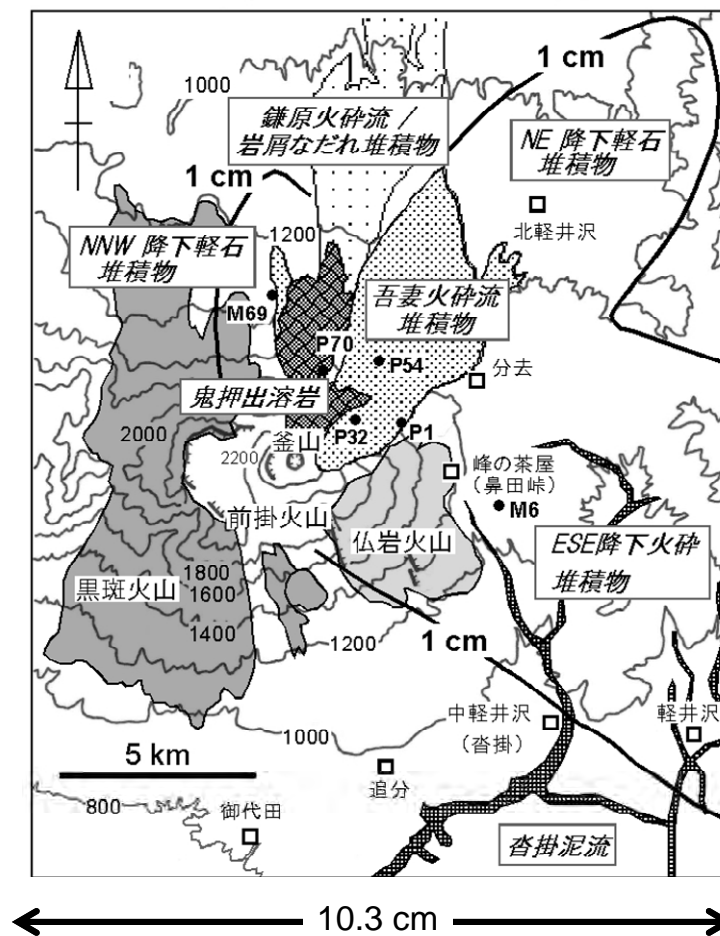 1 cm
1000
鎌原火砕流 /
岩屑なだれ堆積物
NE 降下軽石
堆積物
1 cm
北軽井沢
1200
NNW 降下軽石
堆積物
吾妻火砕流
堆積物
M69
P70
P54
分去
鬼押出溶岩
2000
釜山
P32
P1
2200
峰の茶屋
（鼻田峠）
M6
前掛火山
仏岩火山
ESE降下火砕
堆積物
1800
黒斑火山
1600
1400
1200
1 cm
中軽井沢
（沓掛）
軽井沢
1000
5 km
追分
800
御代田
沓掛泥流
10.3 cm